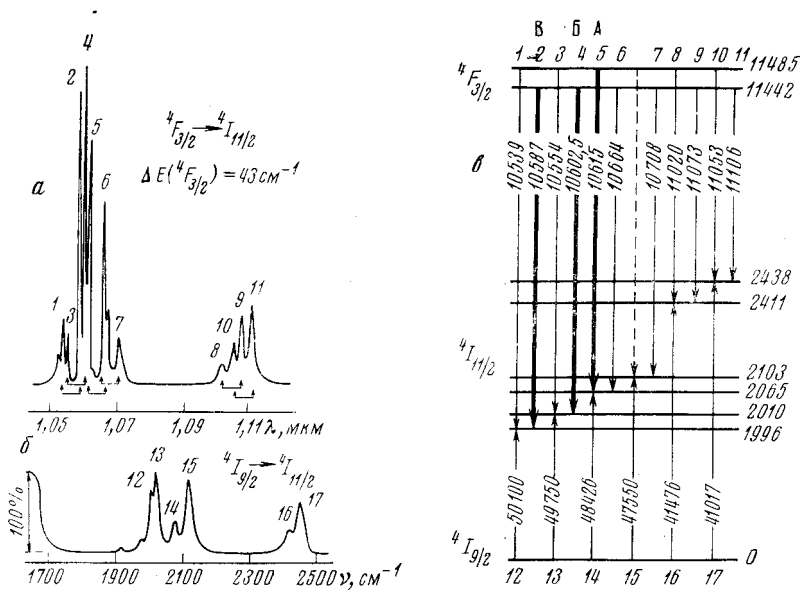 4
2
5
⁴F₃/₂ → ⁴I₁₁/₂
а
ΔE(⁴F₃/₂) = 43 см⁻¹
6
1
3
7
8
10
9
11
1,05 1,07 1,09 1,11 λ, мкм
б
⁴I₉/₂ → ⁴I₁₁/₂
100%
12
13
14
15
16
17
1700 1900 2100 2300 2500 ν, см⁻¹
В Б А
1 2 3 4 5 6 7 8 9 10 11
⁴F₃/₂
11485
11442
в
10539 10587 10554 10602,5 10615 10664 10708 11020 11073 11053 11106
2438
2411
⁴I₁₁/₂
2103
2065
2010
1996
50100 49750 48426 47550 41476 41017
⁴I₉/₂
0
12 13 14 15 16 17